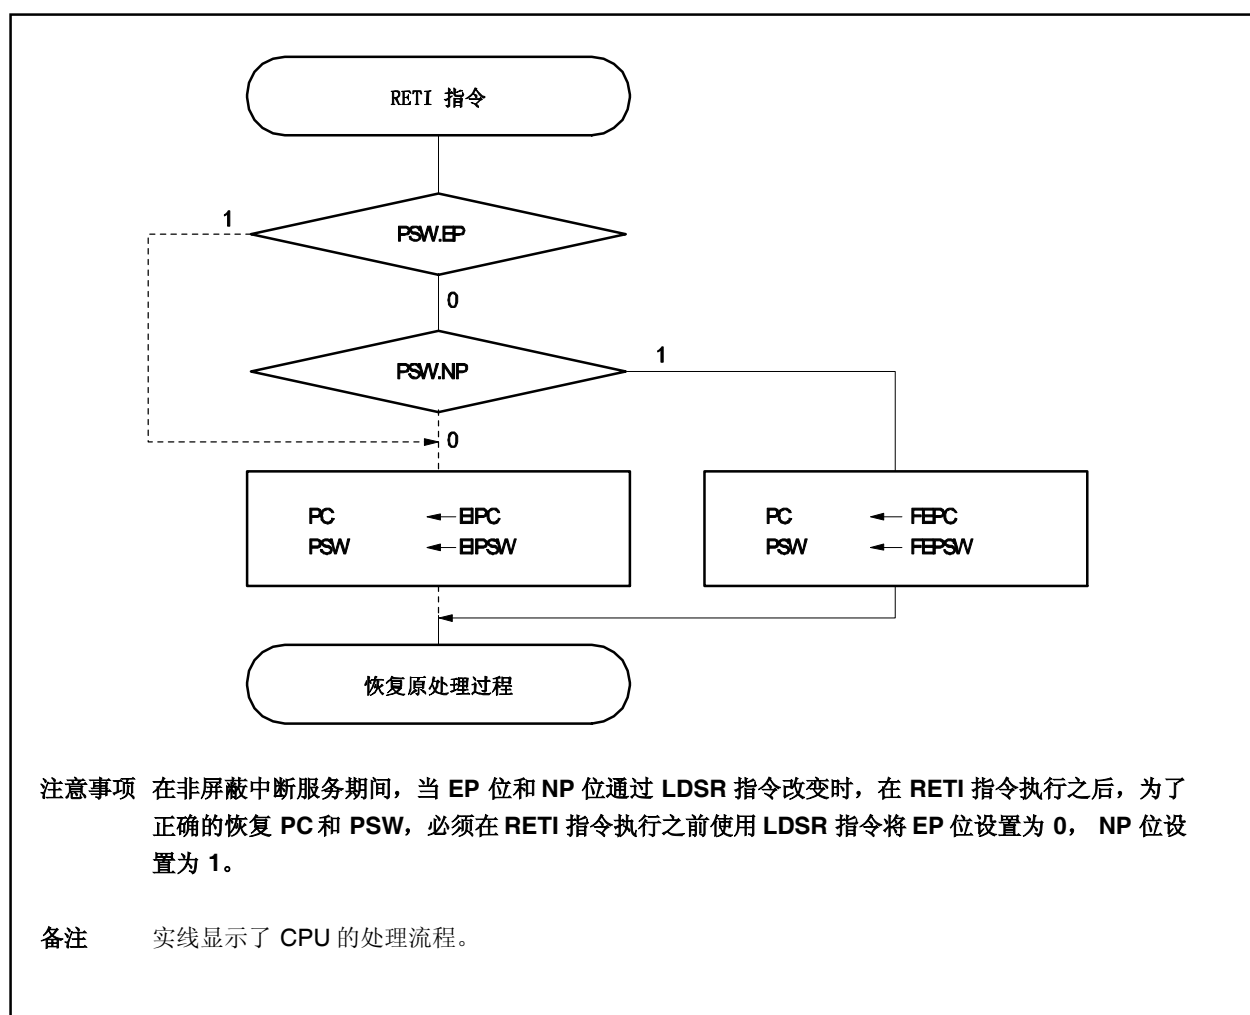 RETI 指令
1
PSW.EP
0
PSW.NP
1
0
PC ← EIPC
PSW ← EIPSW
PC ← FEPC
PSW ← FEPSW
恢复原处理过程
注意事项 在非屏蔽中断服务期间，当 EP 位和 NP 位通过 LDSR 指令改变时，在 RETI 指令执行之后，为了
正确的恢复 PC 和 PSW，必须在 RETI 指令执行之前使用 LDSR 指令将 EP 位设置为 0， NP 位设
置为 1。
备注 实线显示了 CPU 的处理流程。